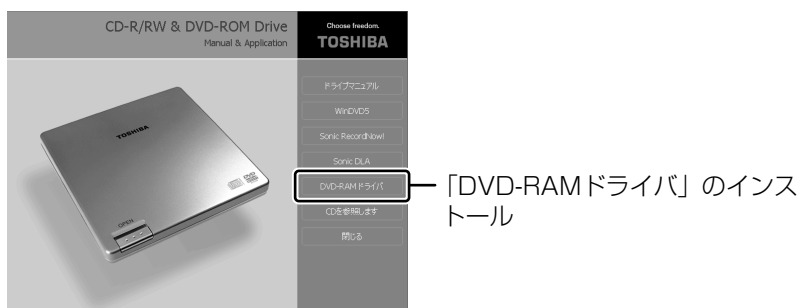 CD-R/RW & DVD-ROM Drive
Manual & Application
Choose freedom.
TOSHIBA
ドライブマニュアル
WinDVD5
Sonic RecordNow!
Sonic DLA
DVD-RAMドライバ
CDを参照します
閉じる
TOSHIBA
OPEN
「DVD-RAMドライバ」のインス
トール